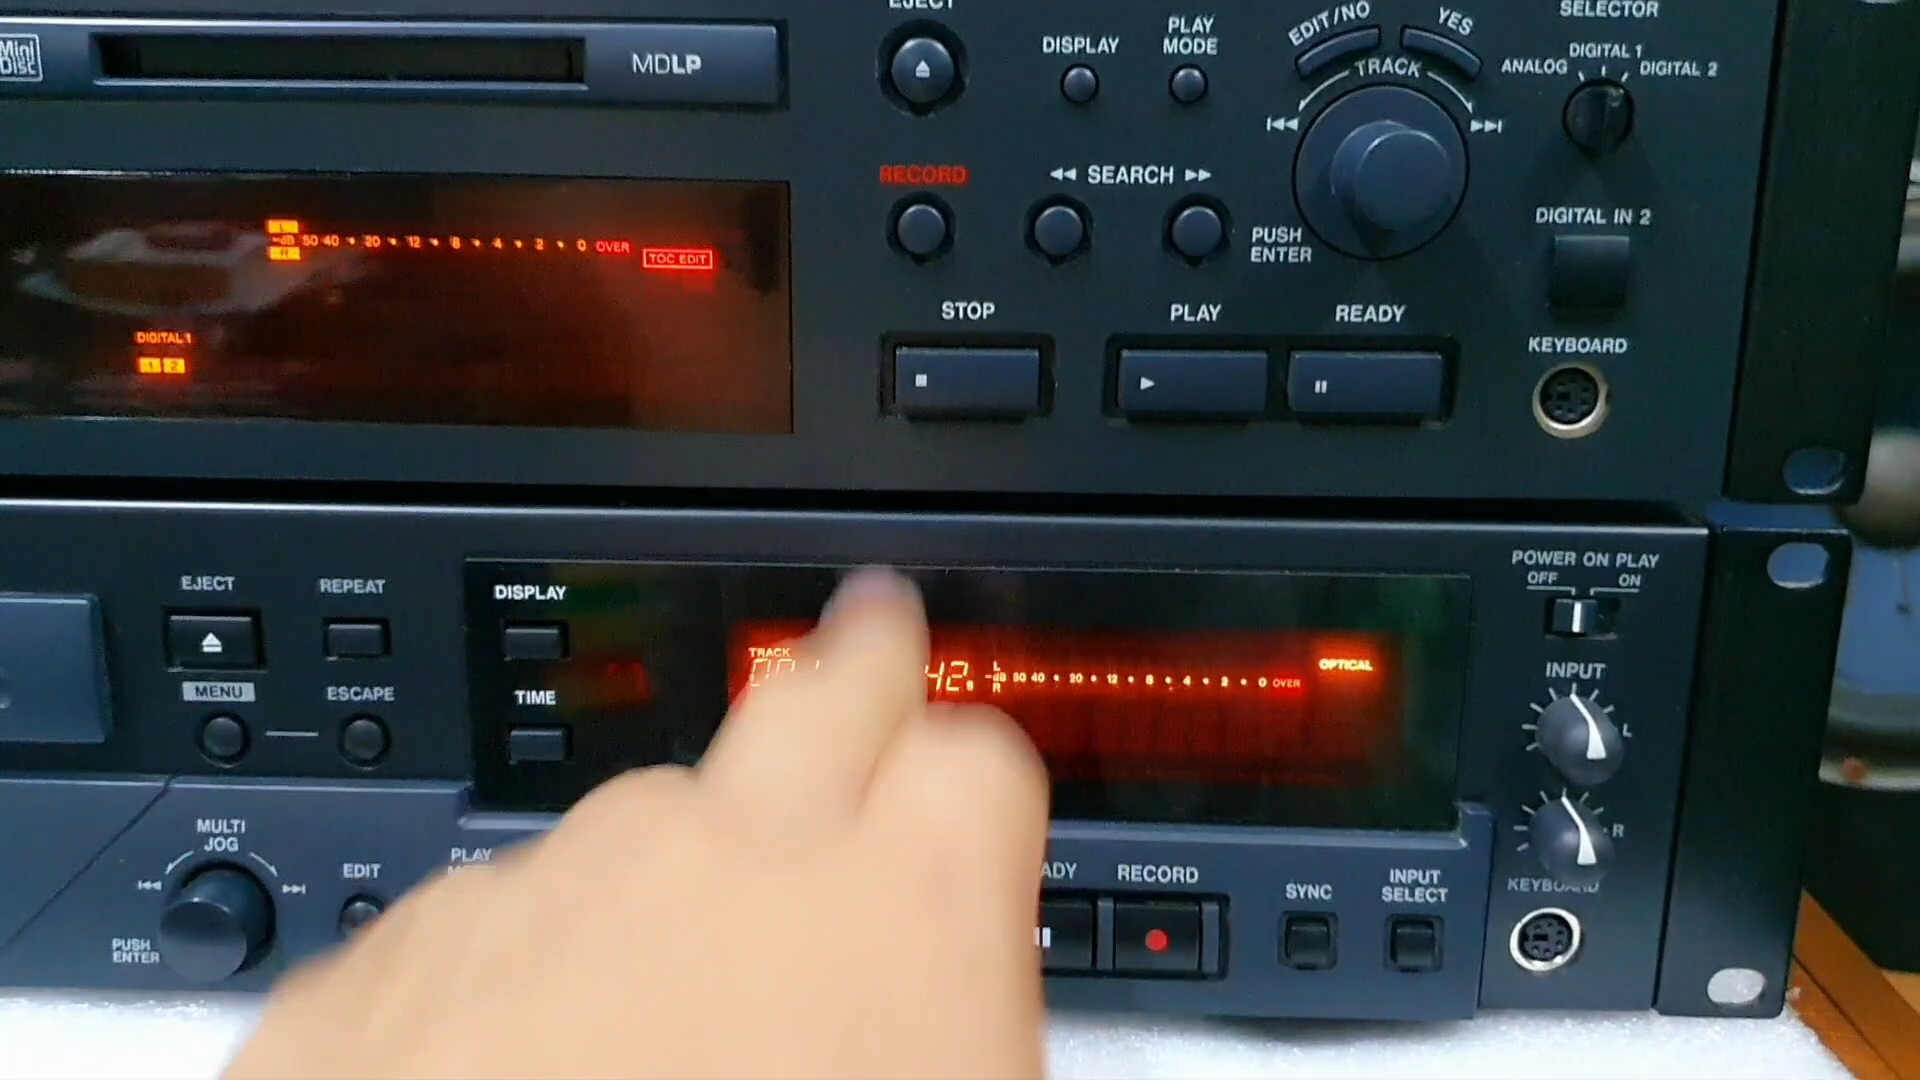 EJECT
DISPLAY
PLAY
MODE
EDIT/NO
YES
TRACK
SELECTOR
DIGITAL 1
ANALOG
DIGITAL 2
Mini
Disc
MDLP
RECORD
SEARCH
PUSH
ENTER
DIGITAL IN 2
L
-dB 50 40 20 12 8 4 2 0 OVER
R
TOC EDIT
DIGITAL 1
1 2
STOP
PLAY
READY
KEYBOARD
EJECT
REPEAT
DISPLAY
POWER ON PLAY
OFF
ON
MENU
ESCAPE
TIME
TRACK
42s
L
-dB 50 40 20 12 8 4 2 0 OVER
R
OPTICAL
INPUT
L
R
MULTI
JOG
EDIT
PLAY
PUSH
ENTER
ADY
RECORD
SYNC
INPUT
SELECT
KEYBOARD